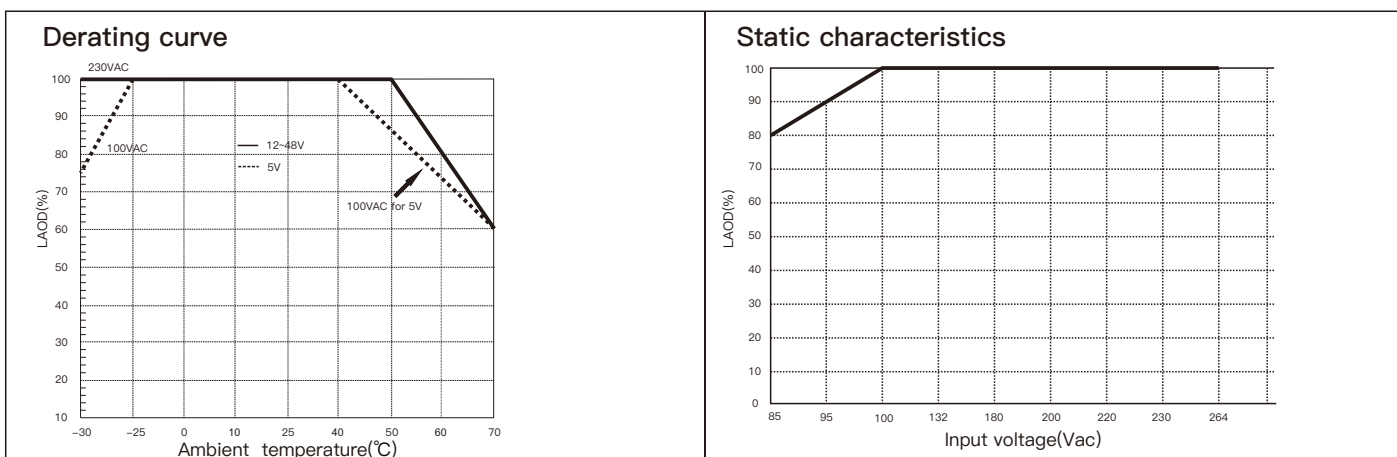 Derating curve
230VAC
100
90
80
70
60
50
40
30
20
10
LAOD(%)
100VAC
12~48V
5V
100VAC for 5V
-30 -25 0 10 25 40 50 60 70
Ambient temperature(℃)
Static characteristics
100
90
80
70
60
50
40
30
20
10
0
LAOD(%)
85 95 100 132 180 200 220 230 264
Input voltage(Vac)